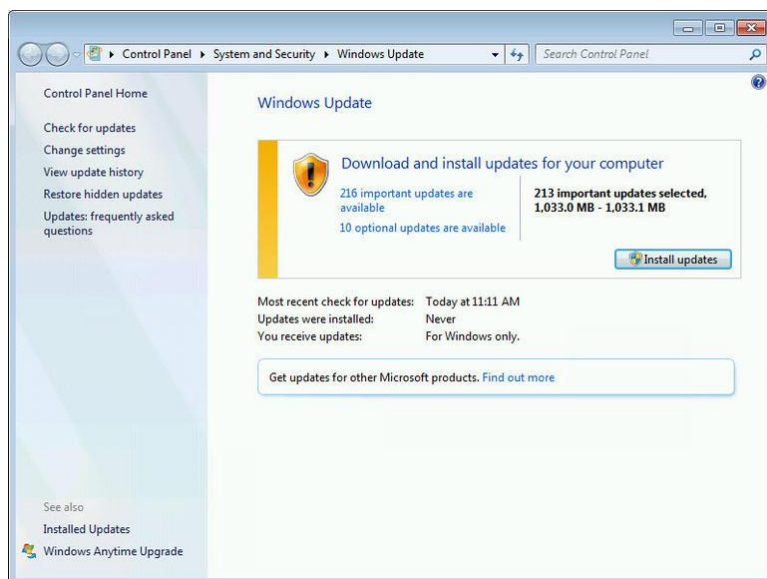 Control Panel ▸ System and Security ▸ Windows Update
Search Control Panel
Control Panel Home
Check for updates
Change settings
View update history
Restore hidden updates
Updates: frequently asked
questions
Windows Update
Download and install updates for your computer
216 important updates are
available
10 optional updates are available
213 important updates selected,
1,033.0 MB - 1,033.1 MB
Install updates
Most recent check for updates: Today at 11:11 AM
Updates were installed: Never
You receive updates: For Windows only.
Get updates for other Microsoft products. Find out more
See also
Installed Updates
Windows Anytime Upgrade